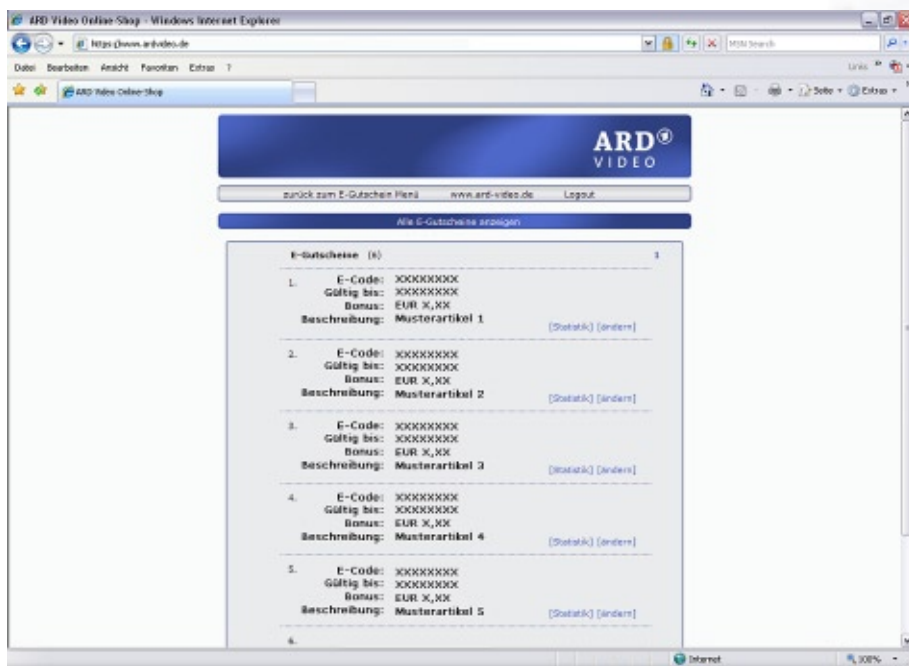 ARD Video Online-Shop - Windows Internet Explorer
https://www.ardvideo.de
MSN Search
Datei Bearbeiten Ansicht Favoriten Extras ?
Links
ARD Video Online-Shop
Seite Extras
ARD
VIDEO
zurück zum E-Gutschein Menü www.ard-video.de Logout
Alle E-Gutscheine anzeigen
E-Gutscheine (6) 1
1. E-Code: XXXXXXXX
Gültig bis: XXXXXXXX
Bonus: EUR X,XX
Beschreibung: Musterartikel 1
[Statistik] [ändern]
2. E-Code: XXXXXXXX
Gültig bis: XXXXXXXX
Bonus: EUR X,XX
Beschreibung: Musterartikel 2
[Statistik] [ändern]
3. E-Code: XXXXXXXX
Gültig bis: XXXXXXXX
Bonus: EUR X,XX
Beschreibung: Musterartikel 3
[Statistik] [ändern]
4. E-Code: XXXXXXXX
Gültig bis: XXXXXXXX
Bonus: EUR X,XX
Beschreibung: Musterartikel 4
[Statistik] [ändern]
5. E-Code: XXXXXXXX
Gültig bis: XXXXXXXX
Bonus: EUR X,XX
Beschreibung: Musterartikel 5
[Statistik] [ändern]
6.
Internet 100%